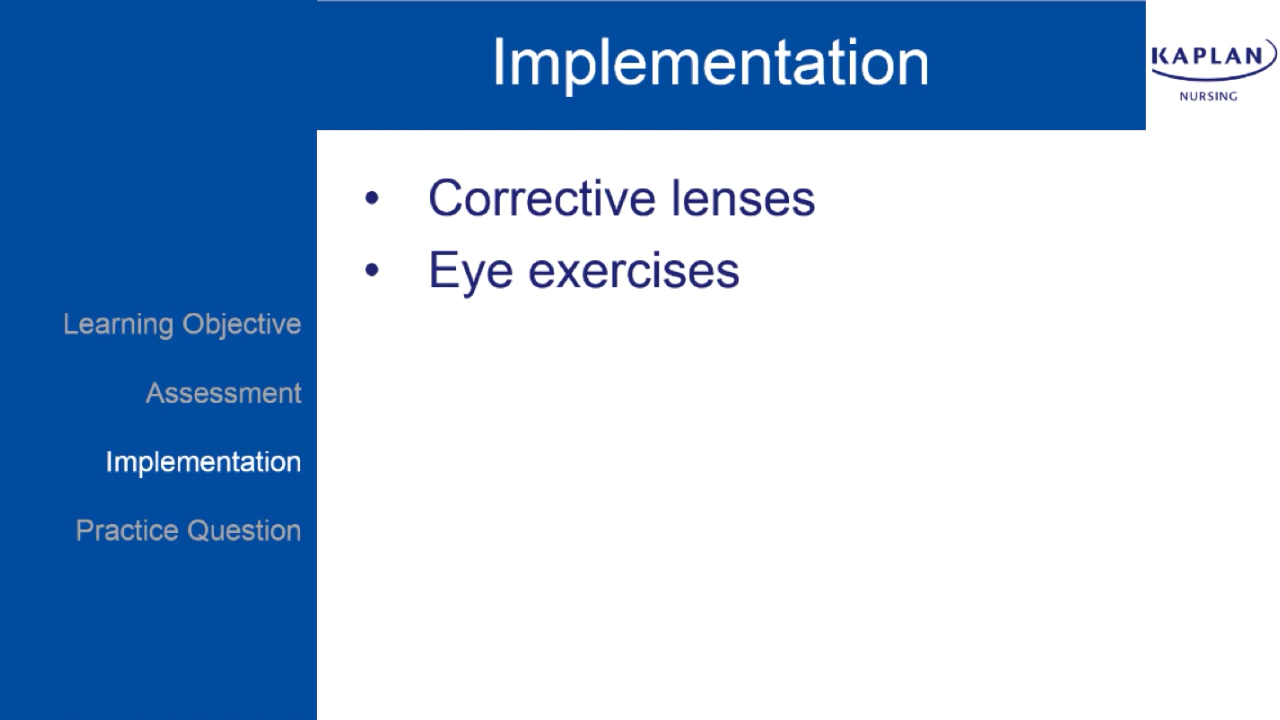 Implementation
KAPLAN
NURSING
• Corrective lenses
• Eye exercises
Learning Objective
Assessment
Implementation
Practice Question